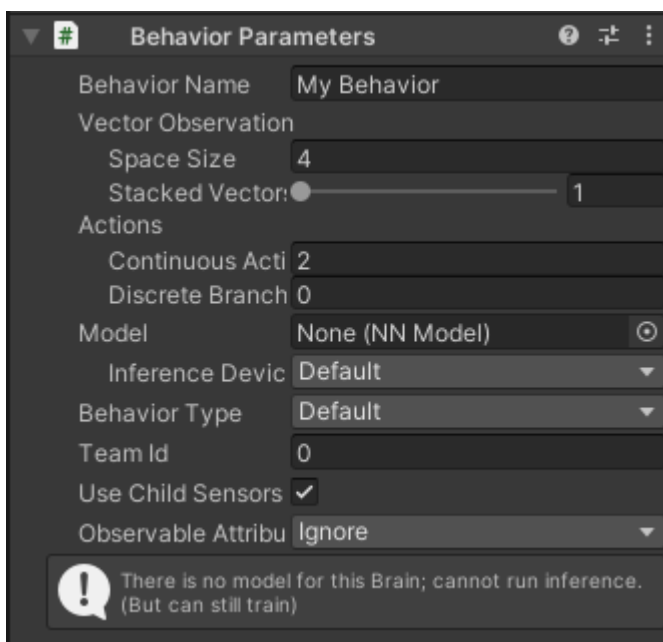 # Behavior Parameters
Behavior Name My Behavior
Vector Observation
Space Size 4
Stacked Vector: 1
Actions
Continuous Acti 2
Discrete Branch 0
Model None (NN Model)
Inference Devic Default
Behavior Type Default
Team Id 0
Use Child Sensors
Observable Attribu Ignore
There is no model for this Brain; cannot run inference.
(But can still train)